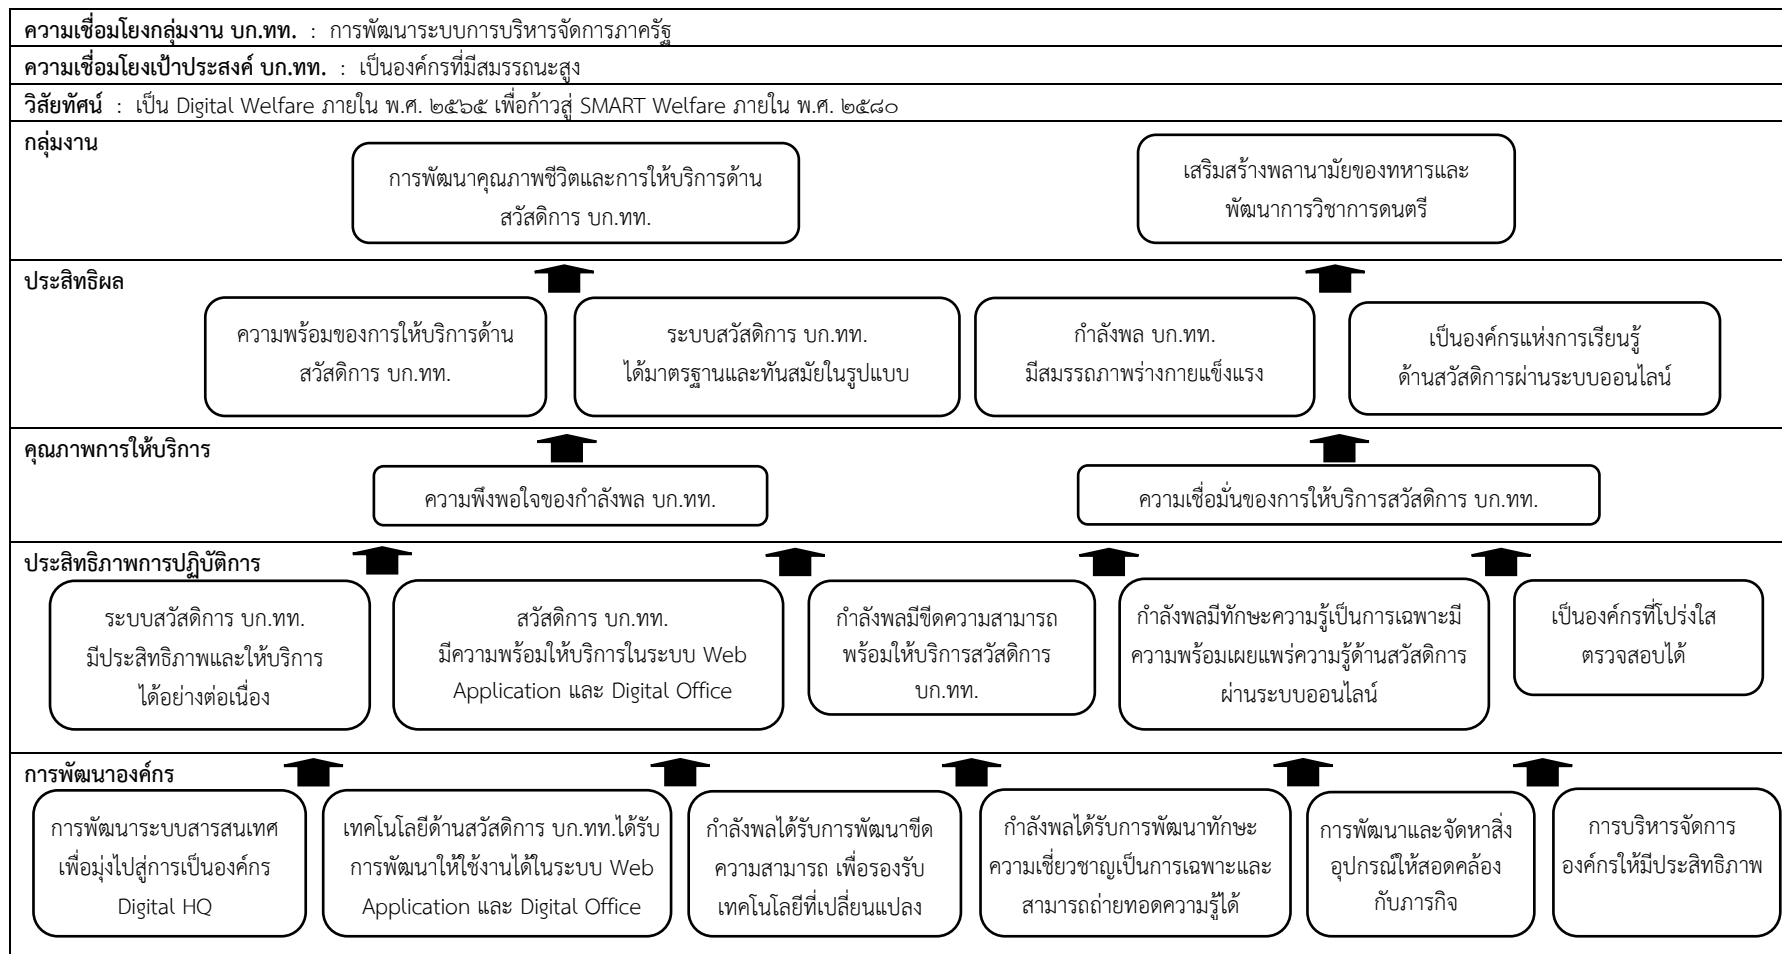 ความเชื่อมโยงกลุ่มงาน บก.ทท. : การพัฒนาระบบการบริหารจัดการภาครัฐ
ความเชื่อมโยงเป้าประสงค์ บก.ทท. : เป็นองค์กรที่มีสมรรถนะสูง
วิสัยทัศน์ : เป็น Digital Welfare ภายใน พ.ศ. ๒๕๖๕ เพื่อก้าวสู่ SMART Welfare ภายใน พ.ศ. ๒๕๘๐
กลุ่มงาน
การพัฒนาคุณภาพชีวิตและการให้บริการด้าน
สวัสดิการ บก.ทท.
เสริมสร้างพลานามัยของทหารและ
พัฒนาการวิชาการดนตรี
ประสิทธิผล
ความพร้อมของการให้บริการด้าน
สวัสดิการ บก.ทท.
ระบบสวัสดิการ บก.ทท.
ได้มาตรฐานและทันสมัยในรูปแบบ
กำลังพล บก.ทท.
มีสมรรถภาพร่างกายแข็งแรง
เป็นองค์กรแห่งการเรียนรู้
ด้านสวัสดิการผ่านระบบออนไลน์
คุณภาพการให้บริการ
ความพึงพอใจของกำลังพล บก.ทท.
ความเชื่อมั่นของการให้บริการสวัสดิการ บก.ทท.
ประสิทธิภาพการปฏิบัติการ
ระบบสวัสดิการ บก.ทท.
มีประสิทธิภาพและให้บริการ
ได้อย่างต่อเนื่อง
สวัสดิการ บก.ทท.
มีความพร้อมให้บริการในระบบ Web
Application และ Digital Office
กำลังพลมีขีดความสามารถ
พร้อมให้บริการสวัสดิการ
บก.ทท.
กำลังพลมีทักษะความรู้เป็นการเฉพาะมี
ความพร้อมเผยแพร่ความรู้ด้านสวัสดิการ
ผ่านระบบออนไลน์
เป็นองค์กรที่โปร่งใส
ตรวจสอบได้
การพัฒนาองค์กร
การพัฒนาระบบสารสนเทศ
เพื่อมุ่งไปสู่การเป็นองค์กร
Digital HQ
เทคโนโลยีด้านสวัสดิการ บก.ทท.ได้รับ
การพัฒนาให้ใช้งานได้ในระบบ Web
Application และ Digital Office
กำลังพลได้รับการพัฒนาขีด
ความสามารถ เพื่อรองรับ
เทคโนโลยีที่เปลี่ยนแปลง
กำลังพลได้รับการพัฒนาทักษะ
ความเชี่ยวชาญเป็นการเฉพาะและ
สามารถถ่ายทอดความรู้ได้
การพัฒนาและจัดหาสิ่ง
อุปกรณ์ให้สอดคล้อง
กับภารกิจ
การบริหารจัดการ
องค์กรให้มีประสิทธิภาพ